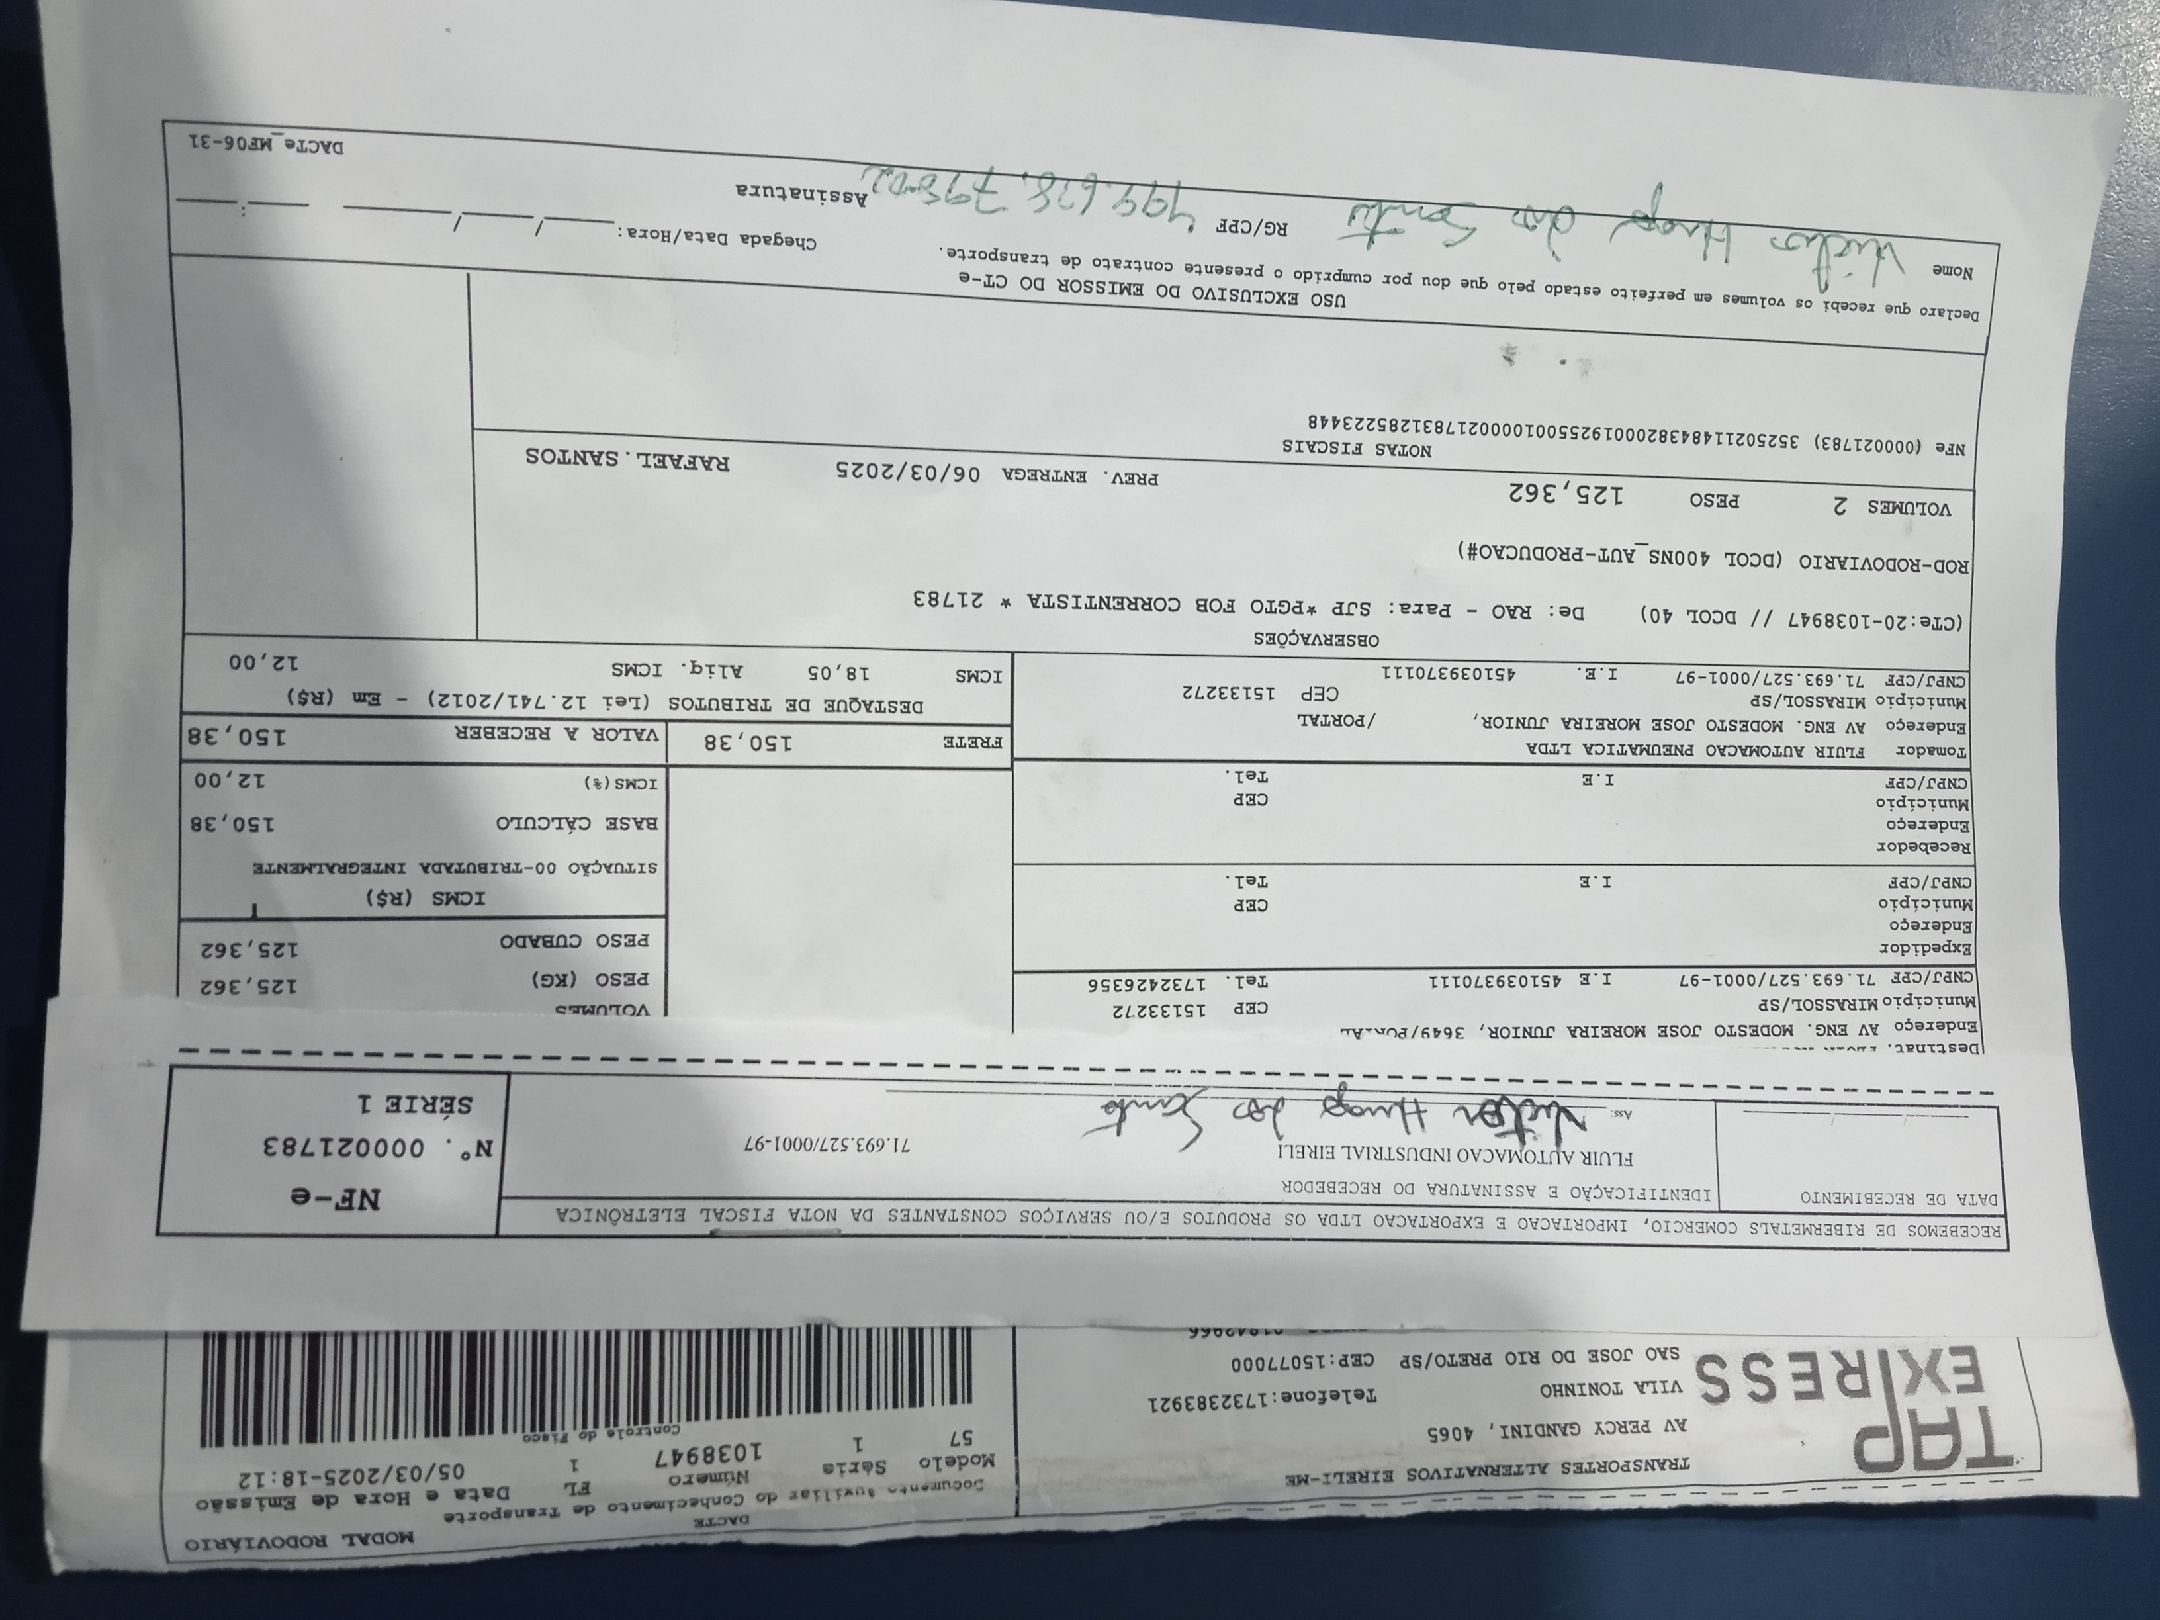 MODAL RODOVIÁRIO
DACTE
Documento Auxiliar do Conhecimento de Transporte
Modelo Série Número FL Data e Hora de Emissão
57 1 1038947 1 05/03/2025-18:12
Controle do Fisco
TAP
EXPRESS
TRANSPORTES ALTERNATIVOS EIRELI-ME
AV PERCY GANDINI, 4065
VILA TONINHO Telefone:1732383921
SAO JOSE DO RIO PRETO/SP CEP:15077000
RECEBEMOS DE RIBERMETALS COMERCIO, IMPORTACAO E EXPORTACAO LTDA OS PRODUTOS E/OU SERVIÇOS CONSTANTES DA NOTA FISCAL ELETRÔNICA
DATA DE RECEBIMENTO
IDENTIFICAÇÃO E ASSINATURA DO RECEBEDOR
FLUIR AUTOMACAO INDUSTRIAL EIRELI 71.693.527/0001-97
Ass: Victor Hugo dos Santos
NF-e
Nº. 000021783
SÉRIE 1
Destinat.
Endereço AV ENG. MODESTO JOSE MOREIRA JUNIOR, 3649/
Município MIRASSOL/SP CEP 15133272
CNPJ/CPF 71.693.527/0001-97 I.E 451039370111 Tel. 1732426356
Expedidor
Endereço
Município CEP
CNPJ/CPF I.E Tel.
Recebedor
Endereço
Município CEP
CNPJ/CPF I.E Tel.
Tomador FLUIR AUTOMACAO PNEUMATICA LTDA
Endereço AV ENG. MODESTO JOSE MOREIRA JUNIOR, /PORTAL
Município MIRASSOL/SP CEP 15133272
CNPJ/CPF 71.693.527/0001-97 I.E. 451039370111
VOLUMES
PESO (KG) 125,362
PESO CUBADO 125,362
ICMS (R$)
SITUAÇÃO 00-TRIBUTADA INTEGRALMENTE
BASE CÁLCULO 150,38
ICMS(%) 12,00
FRETE 150,38 VALOR A RECEBER 150,38
DESTAQUE DE TRIBUTOS (Lei 12.741/2012) - Em (R$)
ICMS 18,05 Aliq. ICMS 12,00
OBSERVAÇÕES
(CTe:20-1038947 // DCOL 40) De: RAO - Para: SJP *PGTO FOB CORRENTISTA * 21783
ROD-RODOVIARIO (DCOL 400NS_AUT-PRODUCAO#)
VOLUMES 2 PESO 125,362 PREV. ENTREGA 06/03/2025 RAFAEL.SANTOS
NOTAS FISCAIS
NFe (000021783) 35250211484382000192550010000217831285223448
USO EXCLUSIVO DO EMISSOR DO CT-e
Declaro que recebi os volumes em perfeito estado pelo que dou por cumprido o presente contrato de transporte.
Chegada Data/Hora: ___/___/___ __:__
Nome Victor Hugo dos Santos RG/CPF Assinatura
DACTe_MF06-31